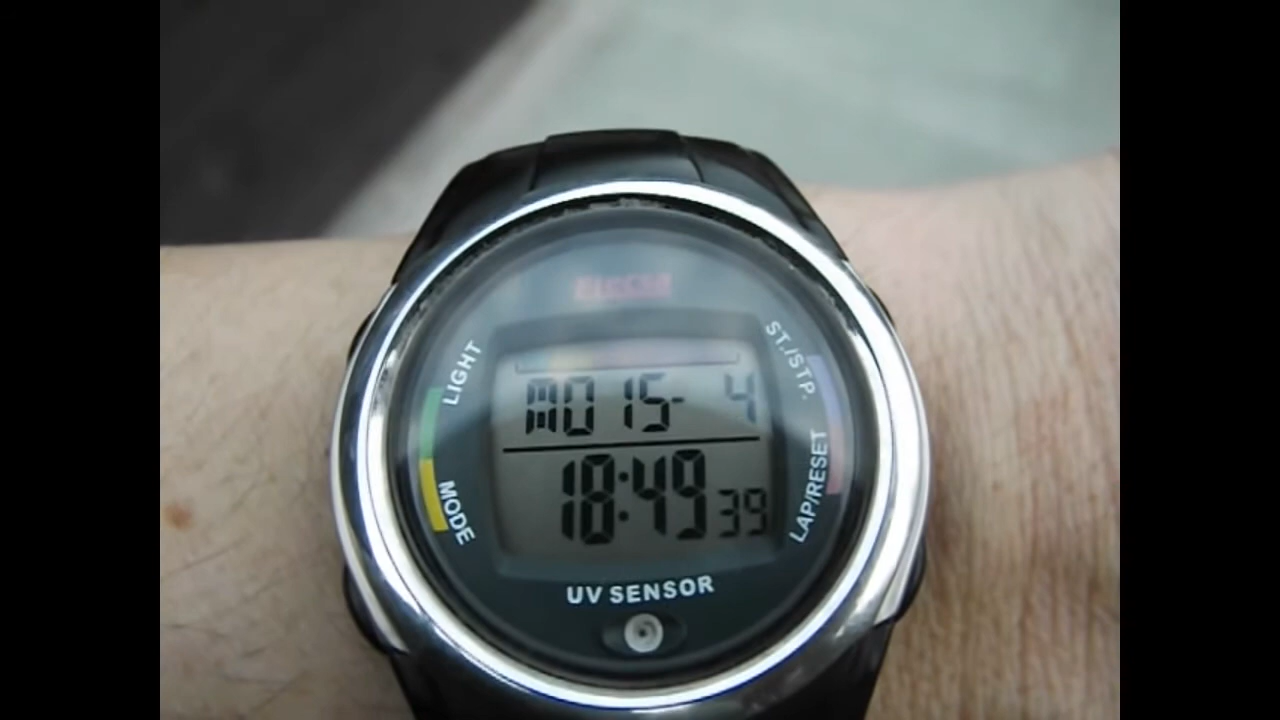 LIGHT
ST./STP.
MO 15- 4
18:49 39
MODE
LAP/RESET
UV SENSOR